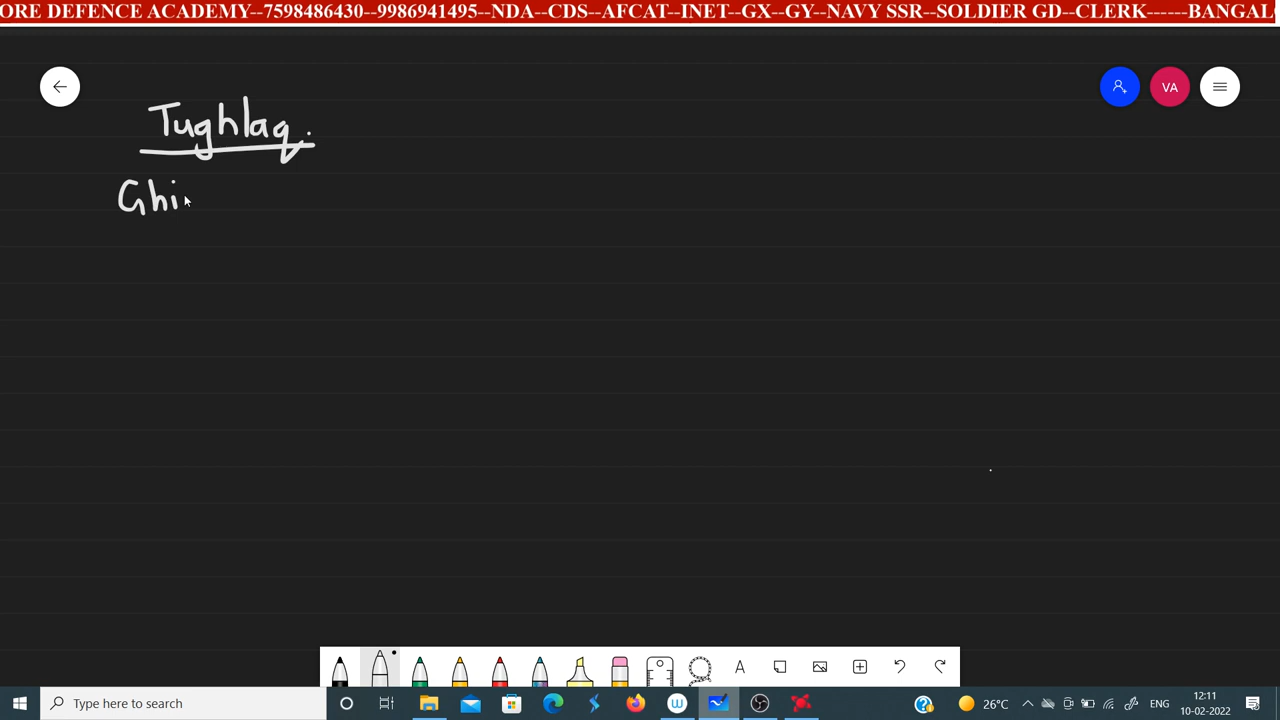 ORE DEFENCE ACADEMY--7598486430--9986941495--NDA--CDS--AFCAT--INET--GX--GY--NAVY SSR--SOLDIER GD--CLERK------BANGAL
VA
Tughlaq.
Ghi
A
Type here to search
W
26°C
ENG
12:11
10-02-2022